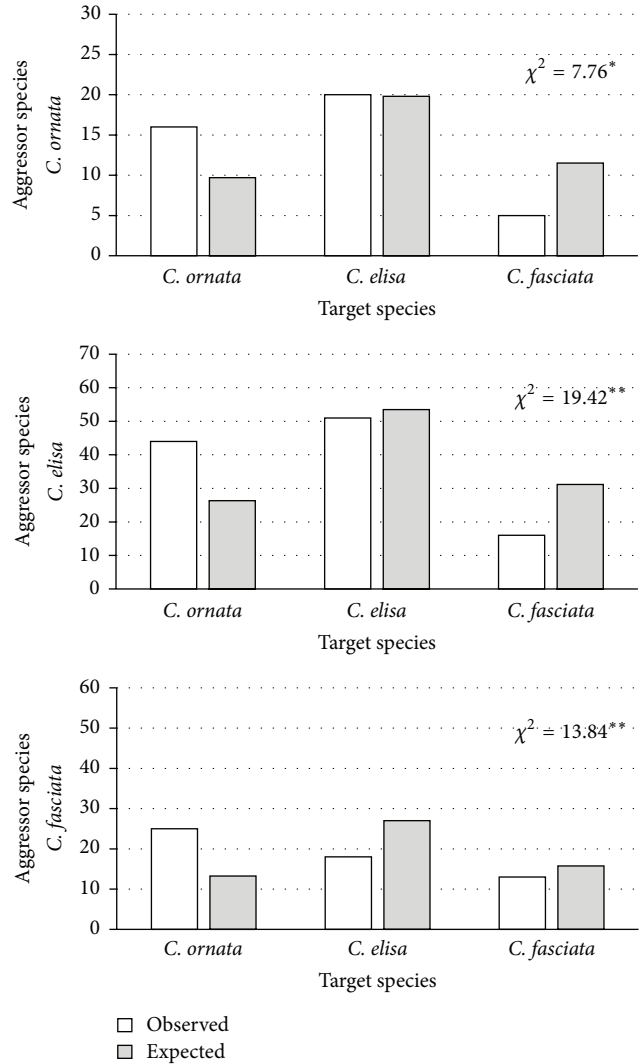 30
25
20
15
10
5
0
Aggressor species
C. ornata
χ² = 7.76*
C. ornata C. elisa C. fasciata
Target species
70
60
50
40
30
20
10
0
Aggressor species
C. elisa
χ² = 19.42**
C. ornata C. elisa C. fasciata
Target species
60
50
40
30
20
10
0
Aggressor species
C. fasciata
χ² = 13.84**
C. ornata C. elisa C. fasciata
Target species
Observed
Expected